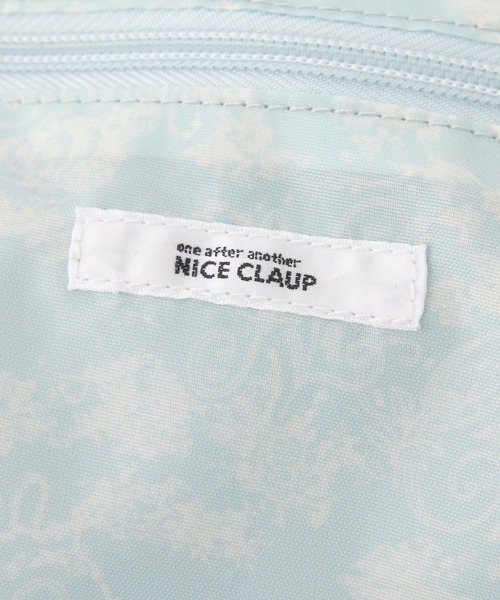 one after another
NICE CLAUP